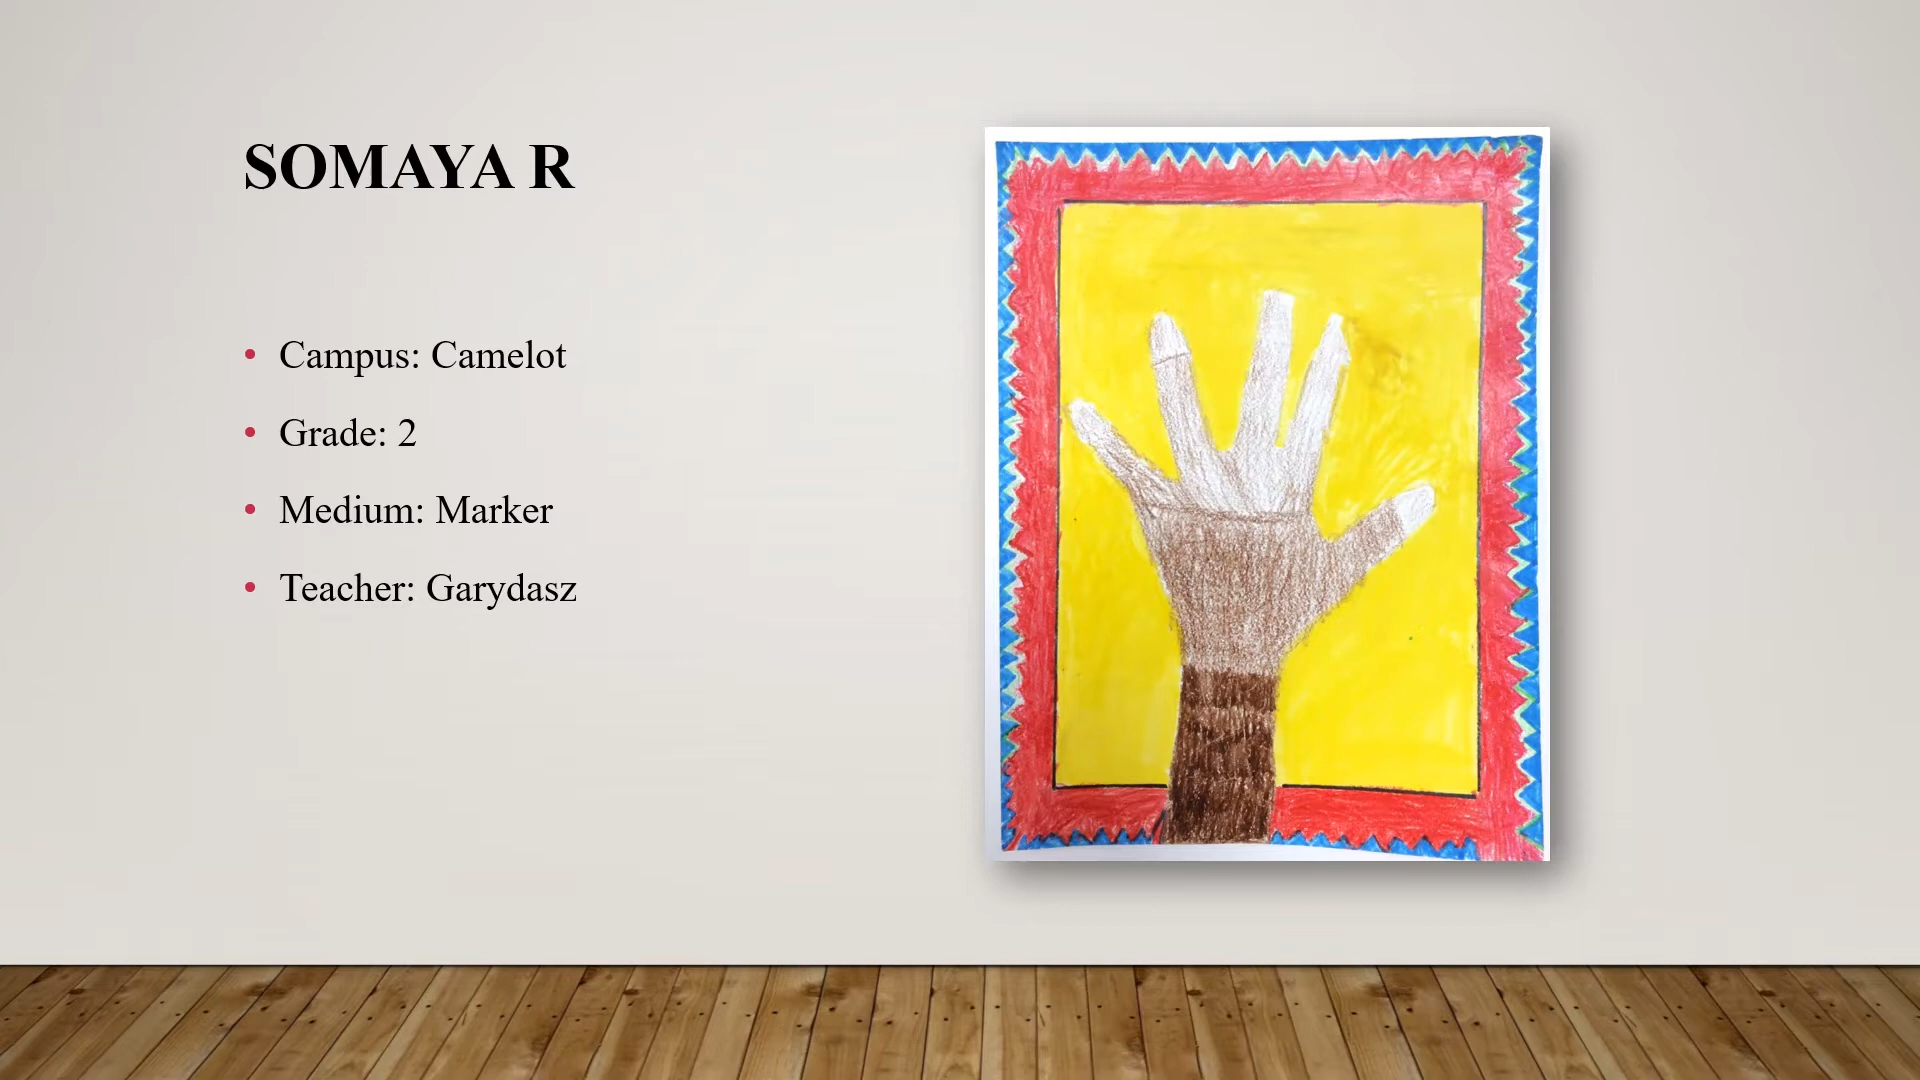 SOMAYA R
• Campus: Camelot
• Grade: 2
• Medium: Marker
• Teacher: Garydasz